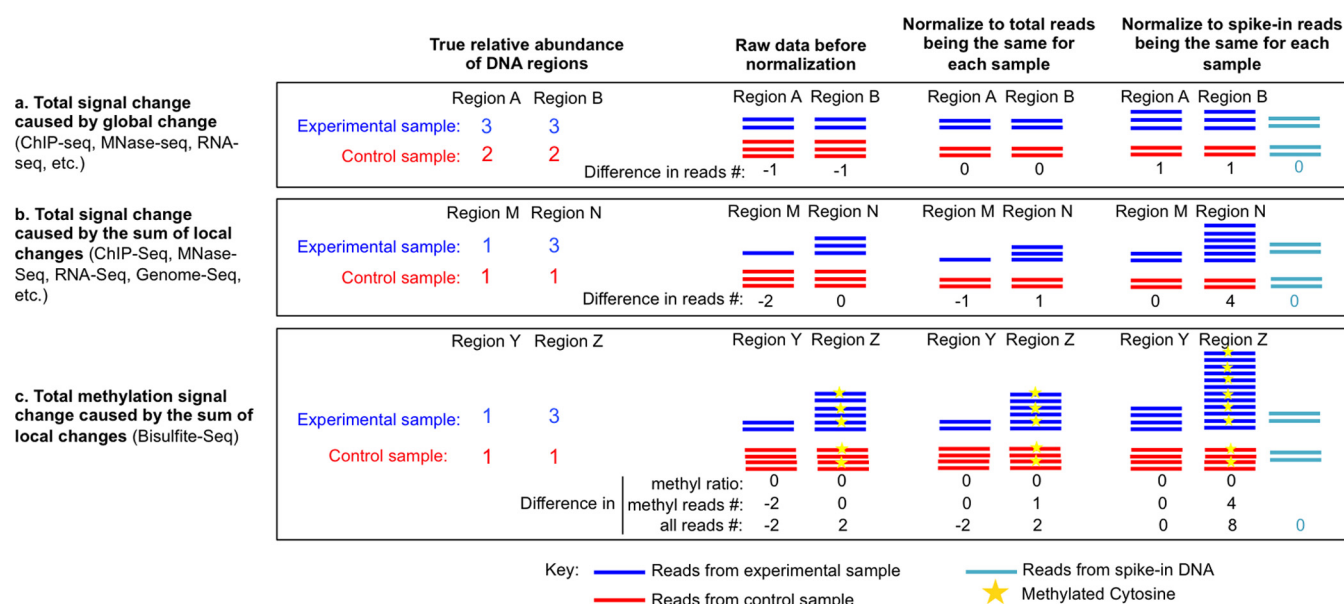 True relative abundance
of DNA regions
Raw data before
normalization
Normalize to total reads
being the same for
each sample
Normalize to spike-in reads
being the same for each
sample
a. Total signal change
caused by global change
(ChIP-seq, MNase-seq, RNA-
seq, etc.)
Region A Region B Region A Region B Region A Region B Region A Region B
Experimental sample: 3 3
Control sample: 2 2
Difference in reads #: -1 -1 0 0 1 1 0
b. Total signal change
caused by the sum of local
changes (ChIP-Seq, MNase-
Seq, RNA-Seq, Genome-Seq,
etc.)
Region M Region N Region M Region N Region M Region N Region M Region N
Experimental sample: 1 3
Control sample: 1 1
Difference in reads #: -2 0 -1 1 0 4 0
c. Total methylation signal
change caused by the sum of
local changes (Bisulfite-Seq)
Region Y Region Z Region Y Region Z Region Y Region Z Region Y Region Z
Experimental sample: 1 3
Control sample: 1 1
methyl ratio: 0 0 0 0 0 0
Difference in methyl reads #: -2 0 0 1 0 4
all reads #: -2 2 -2 2 0 8 0
Key: Reads from experimental sample Reads from spike-in DNA
Reads from control sample Methylated Cytosine